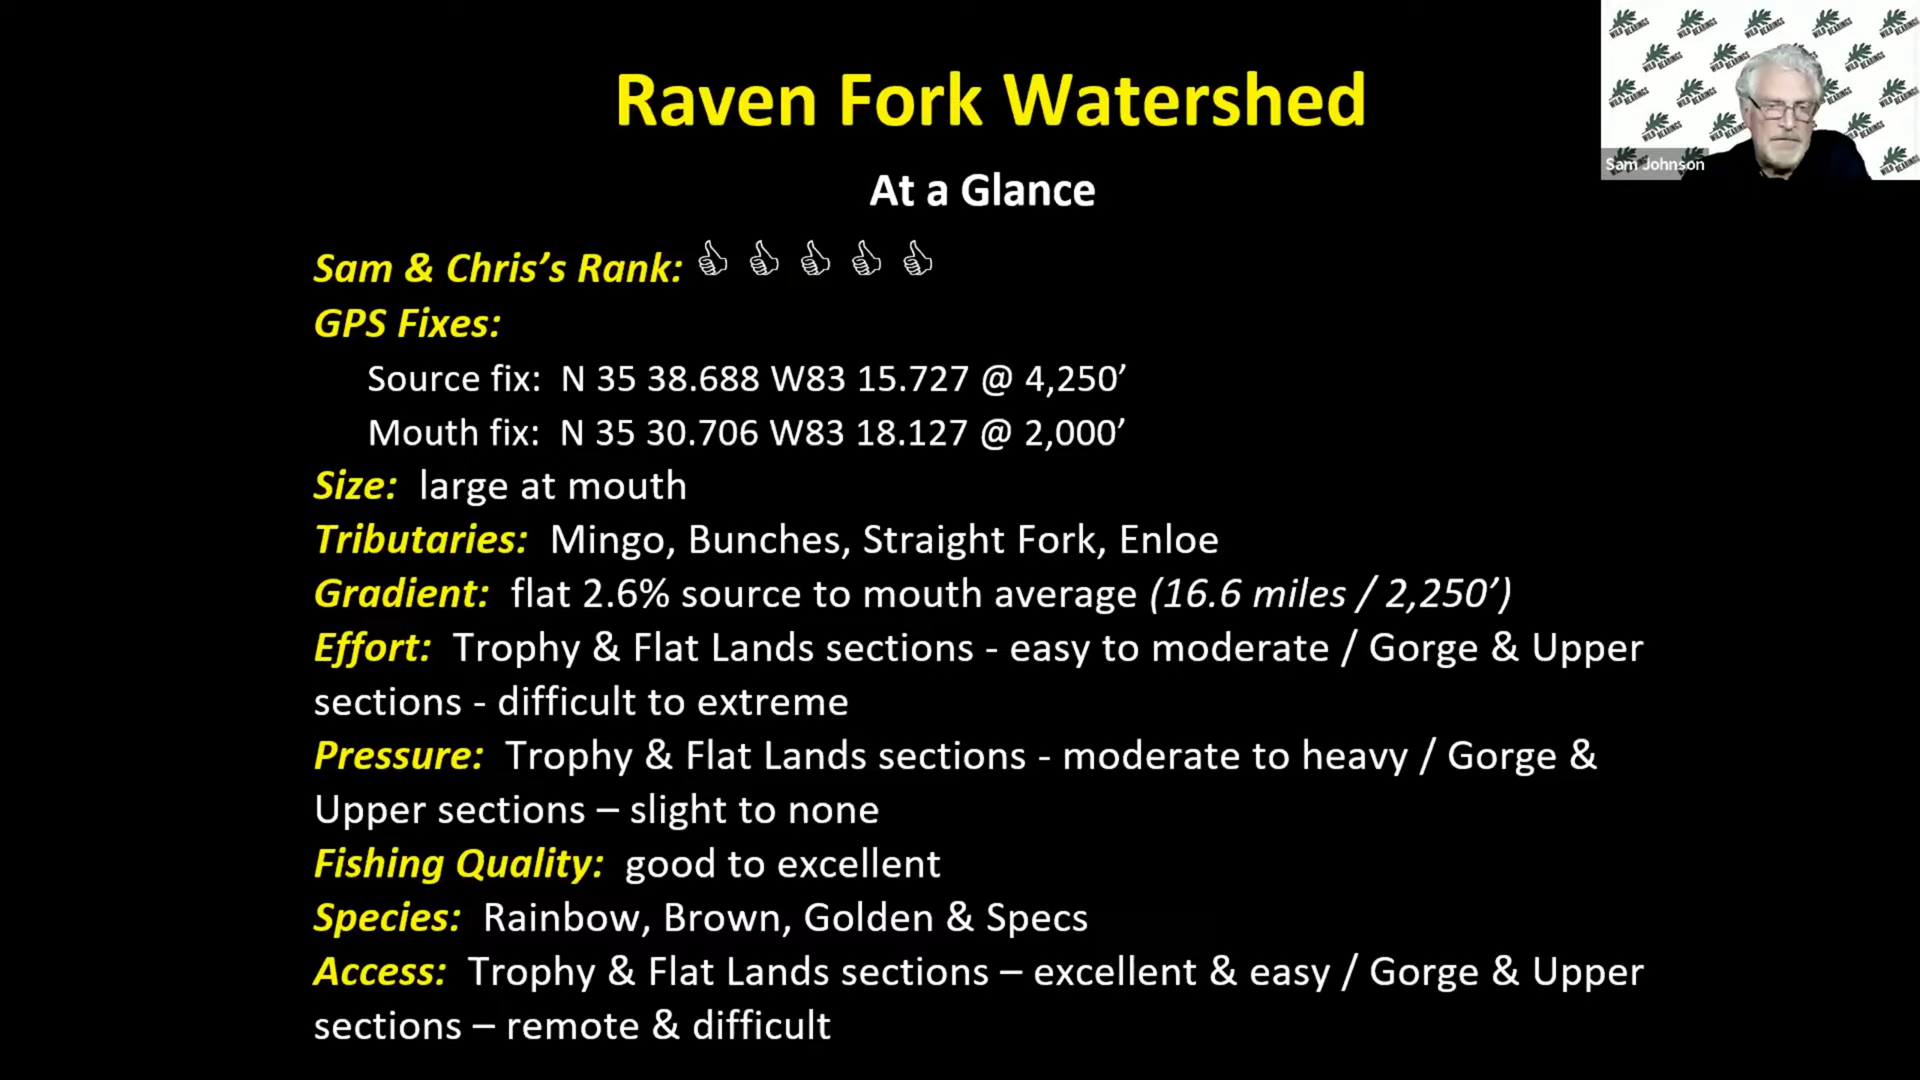 Raven Fork Watershed
At a Glance
Sam & Chris's Rank: 👍 👍 👍 👍 👍
GPS Fixes:
Source fix: N 35 38.688 W83 15.727 @ 4,250’
Mouth fix: N 35 30.706 W83 18.127 @ 2,000’
Size: large at mouth
Tributaries: Mingo, Bunches, Straight Fork, Enloe
Gradient: flat 2.6% source to mouth average (16.6 miles / 2,250’)
Effort: Trophy & Flat Lands sections - easy to moderate / Gorge & Upper
sections - difficult to extreme
Pressure: Trophy & Flat Lands sections - moderate to heavy / Gorge &
Upper sections – slight to none
Fishing Quality: good to excellent
Species: Rainbow, Brown, Golden & Specs
Access: Trophy & Flat Lands sections – excellent & easy / Gorge & Upper
sections – remote & difficult
WILD BEARINGS
Sam Johnson